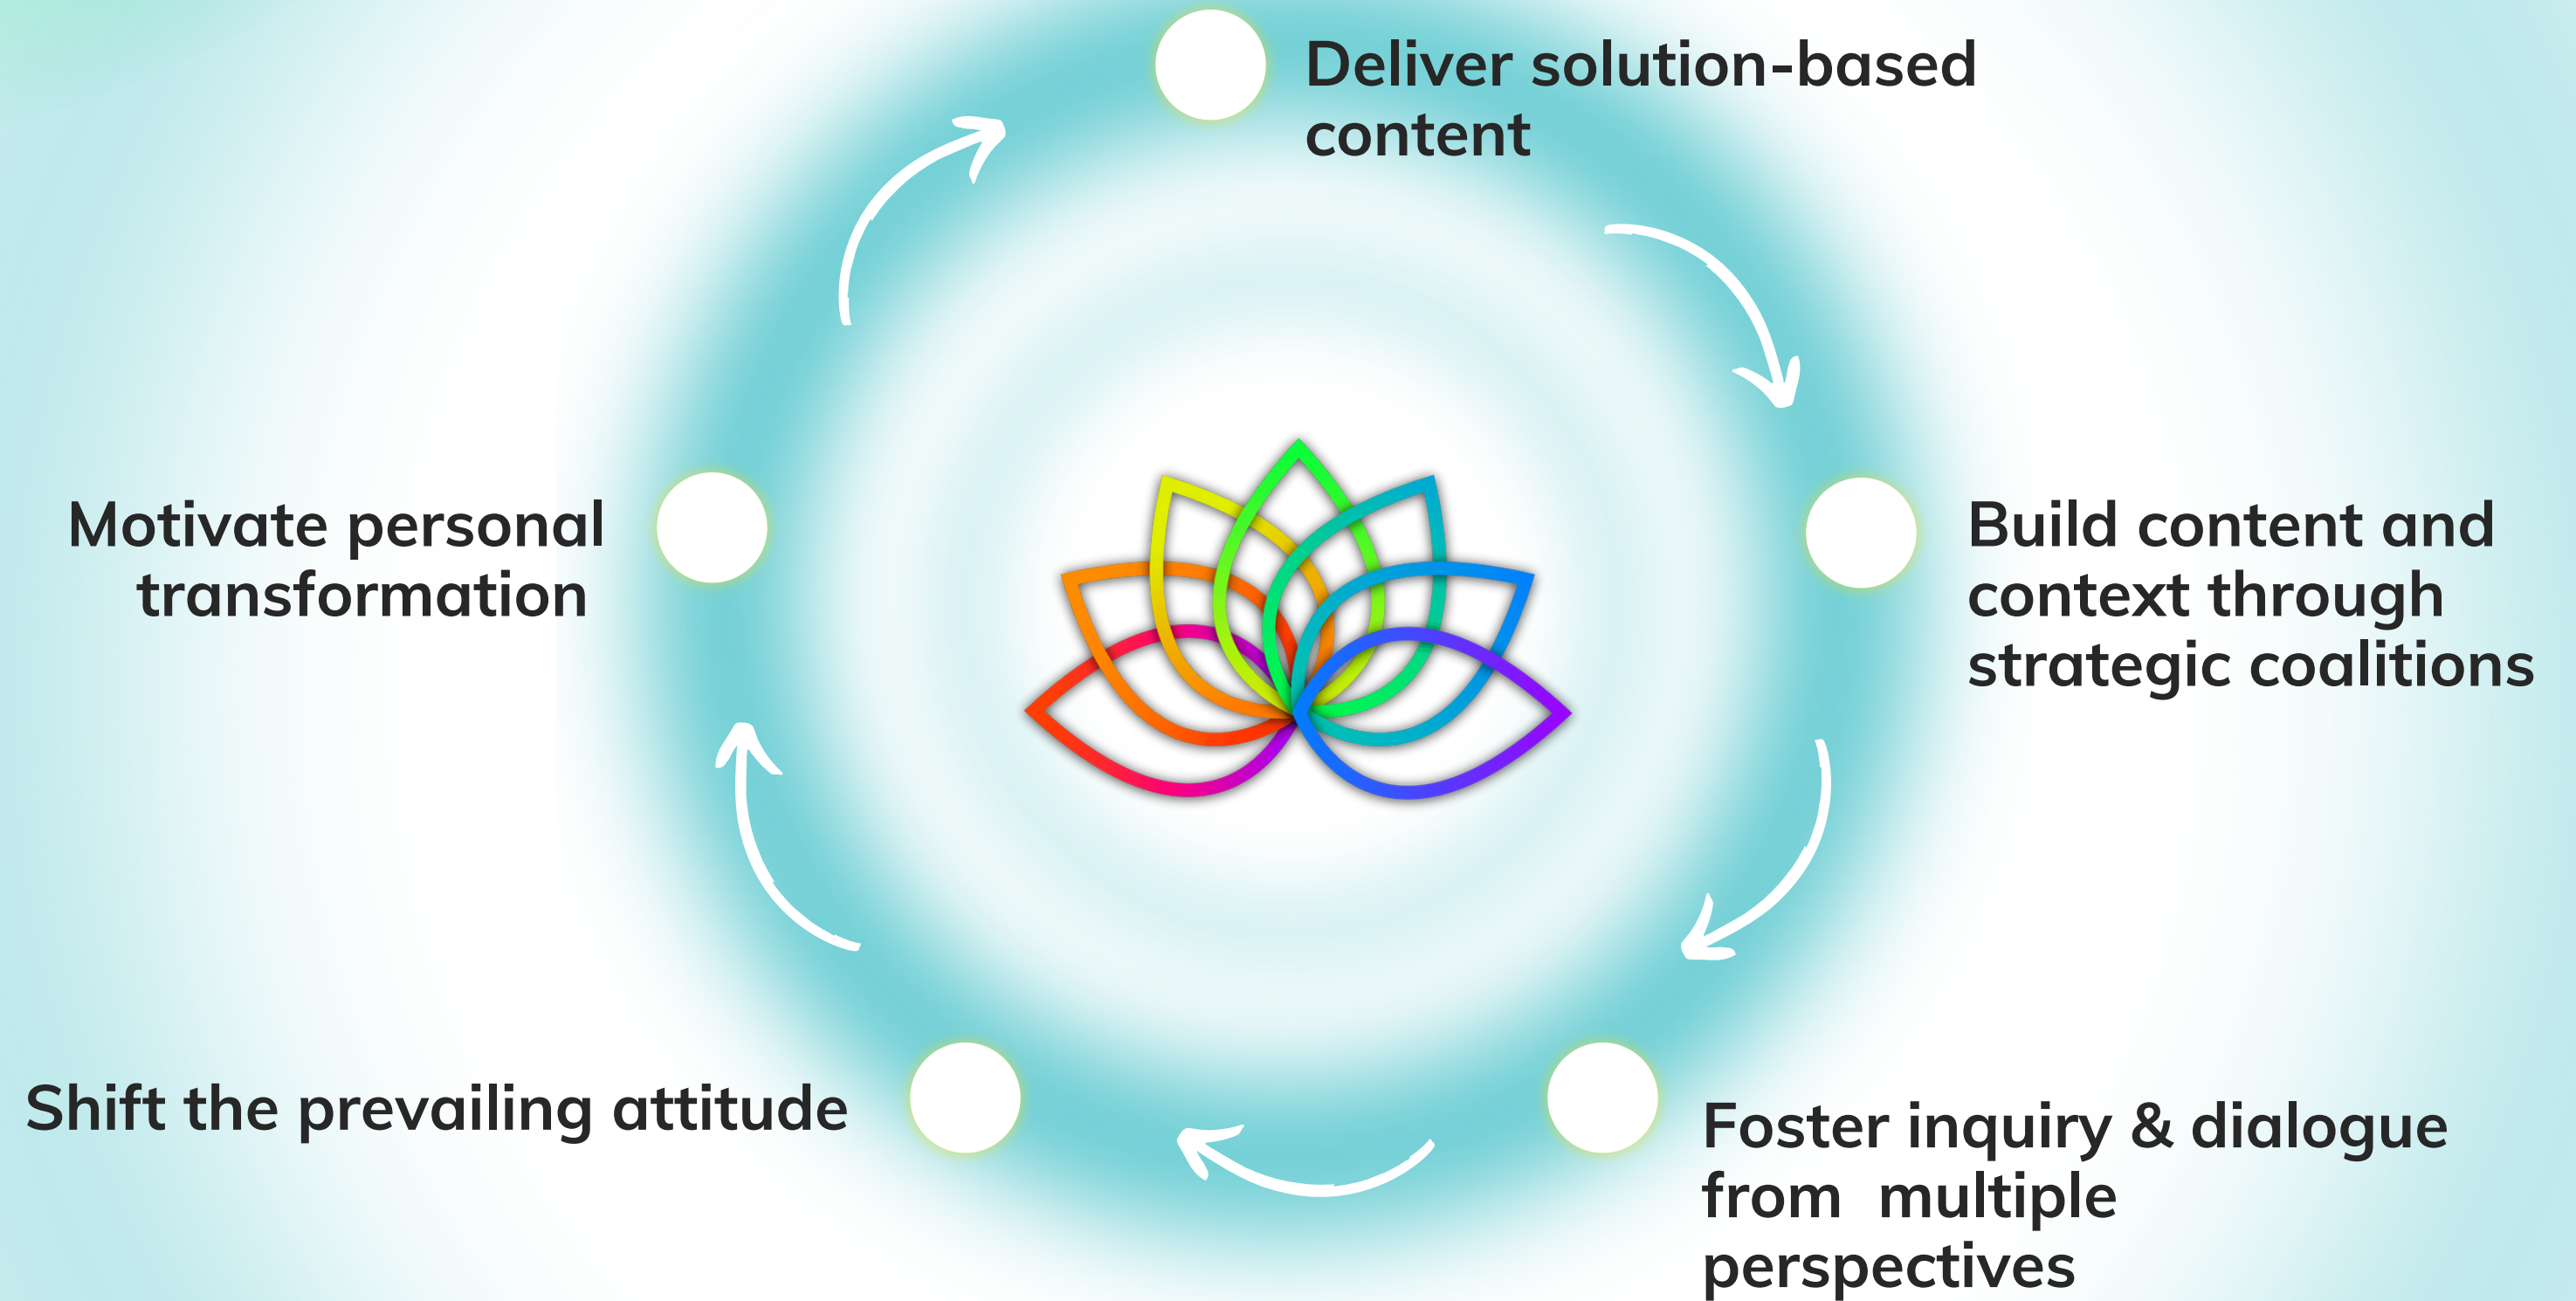 Deliver solution-based
content
Build content and
context through
strategic coalitions
Foster inquiry & dialogue
from  multiple
perspectives
Shift the prevailing attitude
Motivate personal
transformation